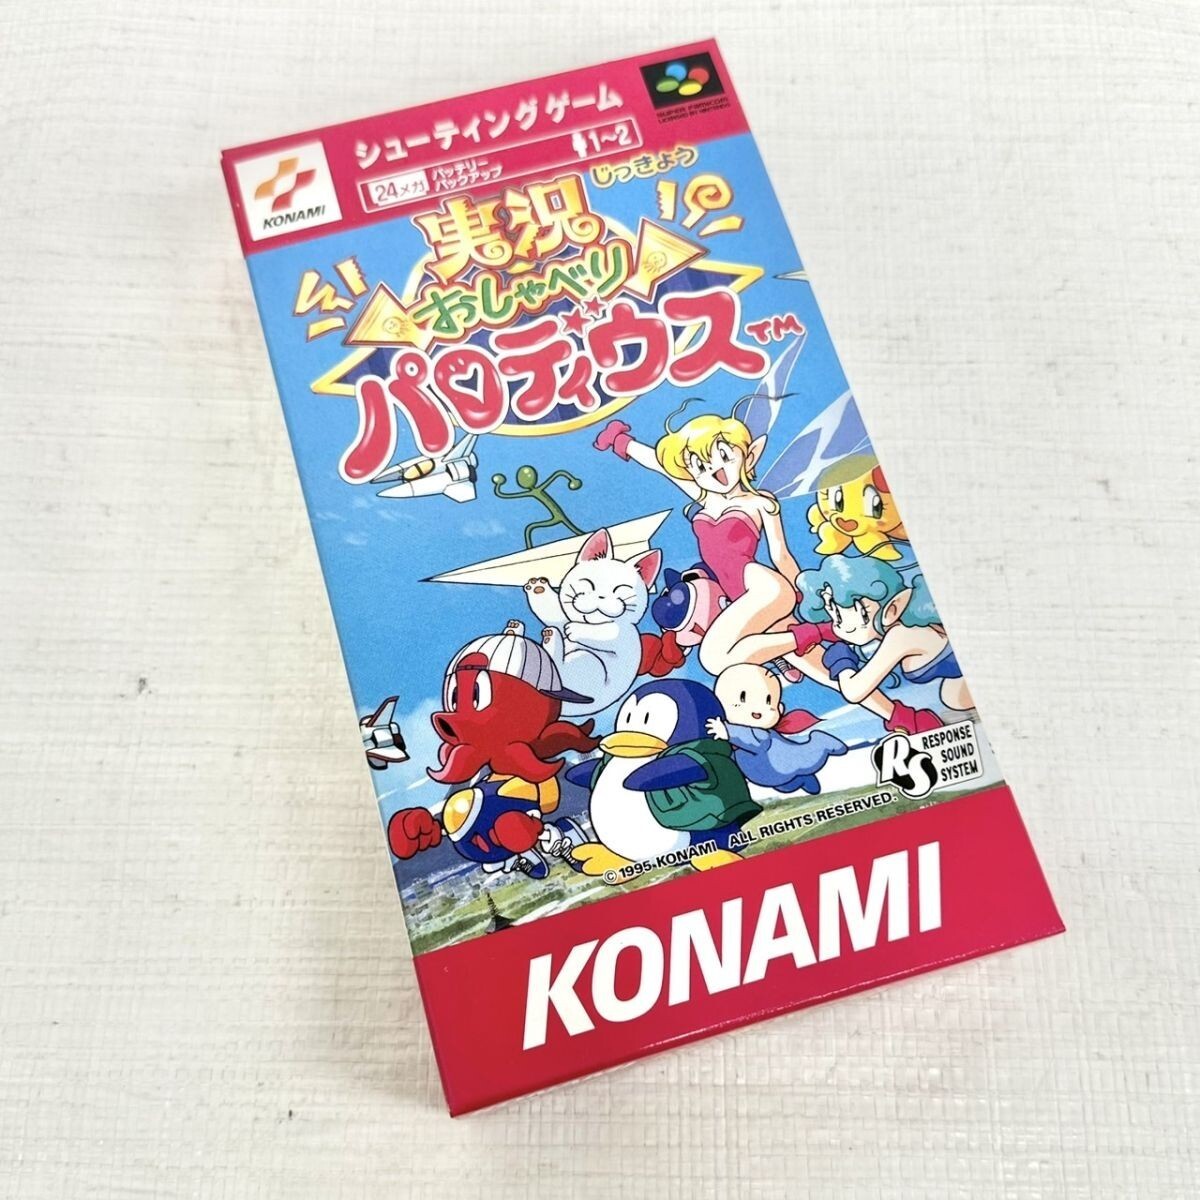 シューティングゲーム
KONAMI
24メガ
バッテリー
バックアップ
1~2
SUPER FAMICOM
LICENSED BY NINTENDO
じっきょう
実況
おしゃべり
パロディウス TM
RS
RESPONSE
SOUND
SYSTEM
© 1995 KONAMI ALL RIGHTS RESERVED.
KONAMI